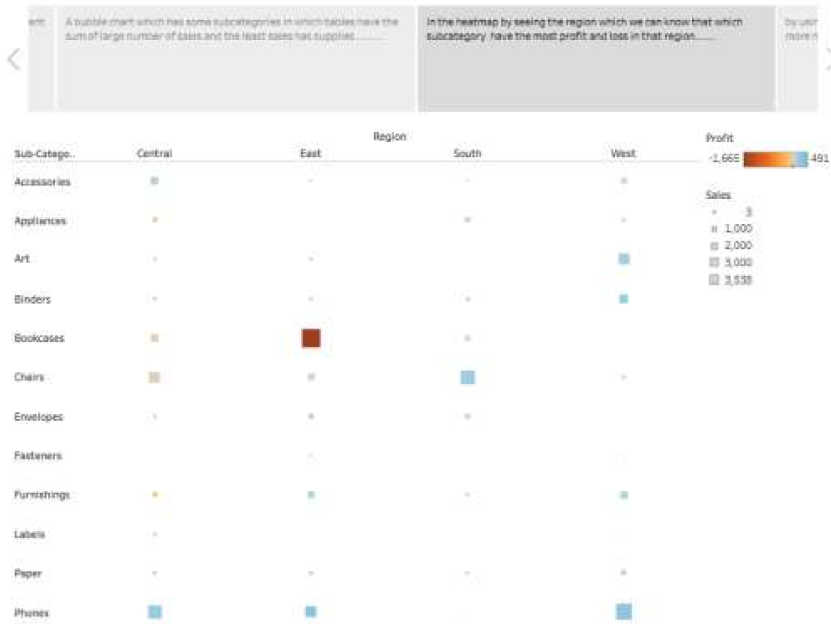 ent
A bubble chart which has some subcategories in which tables have the
sum of large number of sales and the least sales has supplies..........
In the heatmap by seeing the region which we can know that which
subcategory have the most profit and loss in that region........
by usin
more n
Region
Sub-Catego.. Central East South West
Accessories
Appliances
Art
Binders
Bookcases
Chairs
Envelopes
Fasteners
Furnishings
Labels
Paper
Phones
Profit
-1,665 491
Sales
3
1,000
2,000
3,000
3,538